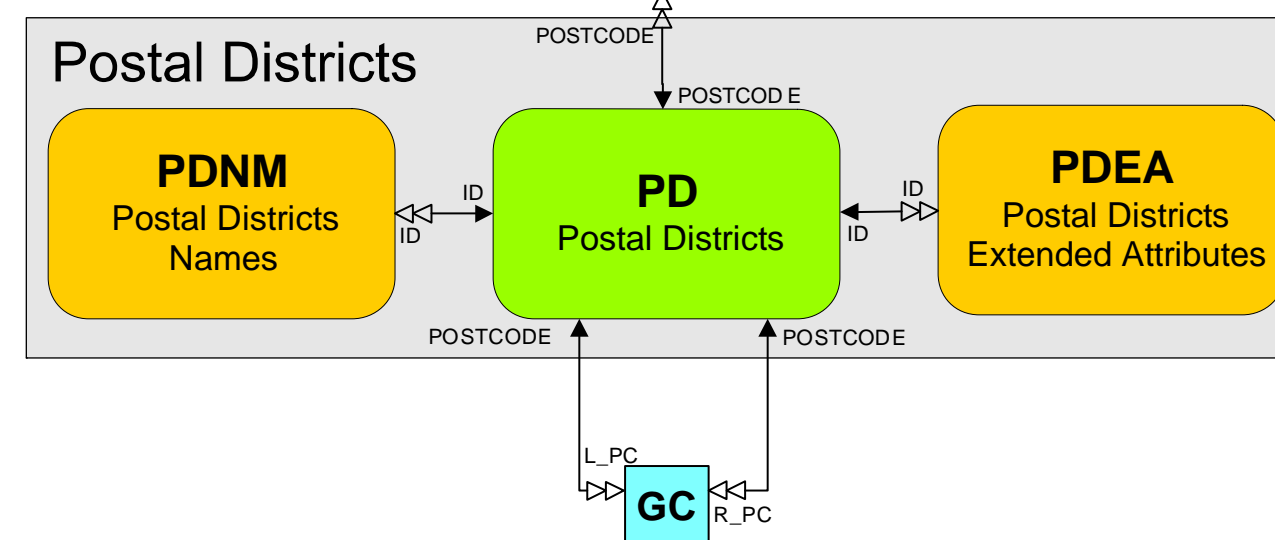 POSTCODE
Postal Districts
POSTCOD E
PDNM
Postal Districts
Names
ID
ID
PD
Postal Districts
ID
ID
PDEA
Postal Districts
Extended Attributes
POSTCODE
POSTCODE
L_PC
GC
R_PC